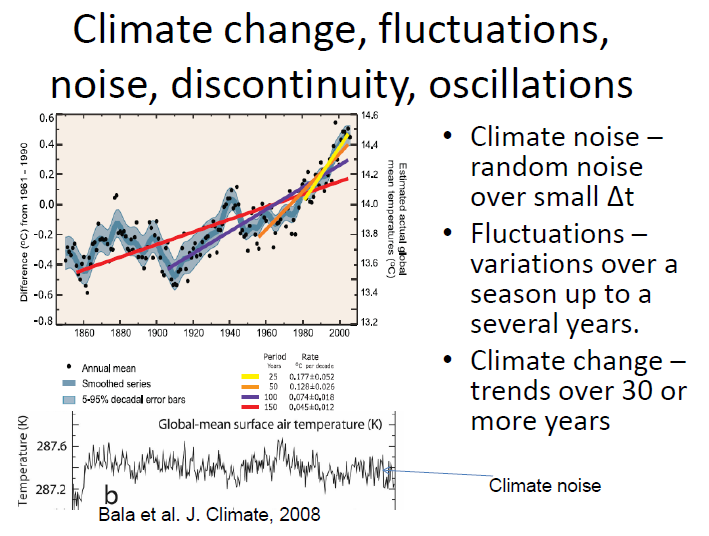 Climate change, fluctuations,
noise, discontinuity, oscillations
0.6
0.4
0.2
0.0
-0.2
-0.4
-0.6
-0.8
Difference (°C) from 1961 – 1990
14.6
14.4
14.2
14.0
13.8
13.6
13.4
13.2
Estimated actual global
mean temperatures (°C)
1860 1880 1900 1920 1940 1960 1980 2000
Annual mean
Smoothed series
5-95% decadal error bars
Period Rate
Years °C per decade
25 0.177±0.052
50 0.128±0.026
100 0.074±0.018
150 0.045±0.012
Temperature (K)
287.6
287.2
Global-mean surface air temperature (K)
b
Bala et al. J. Climate, 2008
• Climate noise –
random noise
over small Δt
• Fluctuations –
variations over a
season up to a
several years.
• Climate change –
trends over 30 or
more years
Climate noise